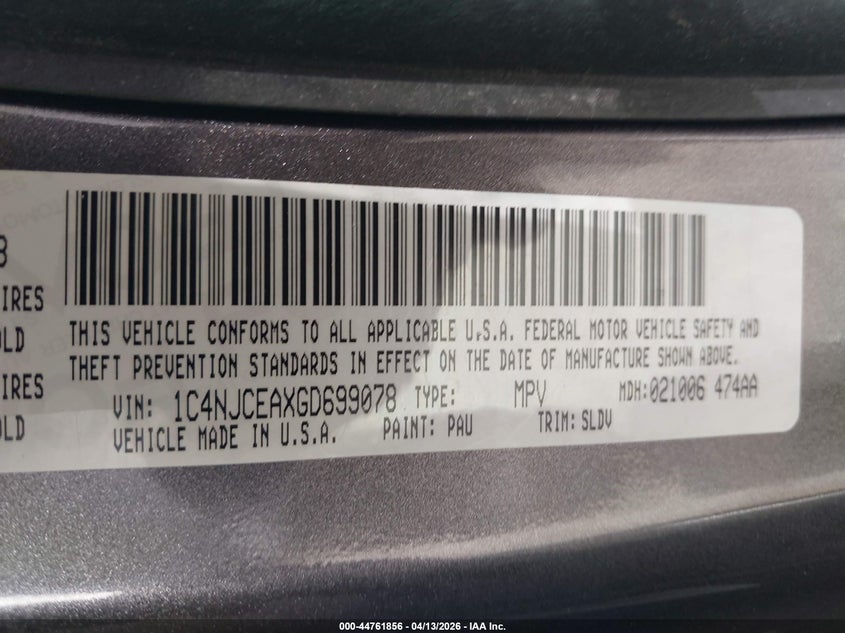 8
IRES
OLD
IRES
OLD
THIS VEHICLE CONFORMS TO ALL APPLICABLE U.S.A. FEDERAL MOTOR VEHICLE SAFETY AND
THEFT PREVENTION STANDARDS IN EFFECT ON THE DATE OF MANUFACTURE SHOWN ABOVE.
VIN: 1C4NJCEAXGD699078 TYPE: MPV MDH:021006 474AA
VEHICLE MADE IN U.S.A. PAINT: PAU TRIM: SLDV
000-44761856 - 04/13/2026 - IAA Inc.